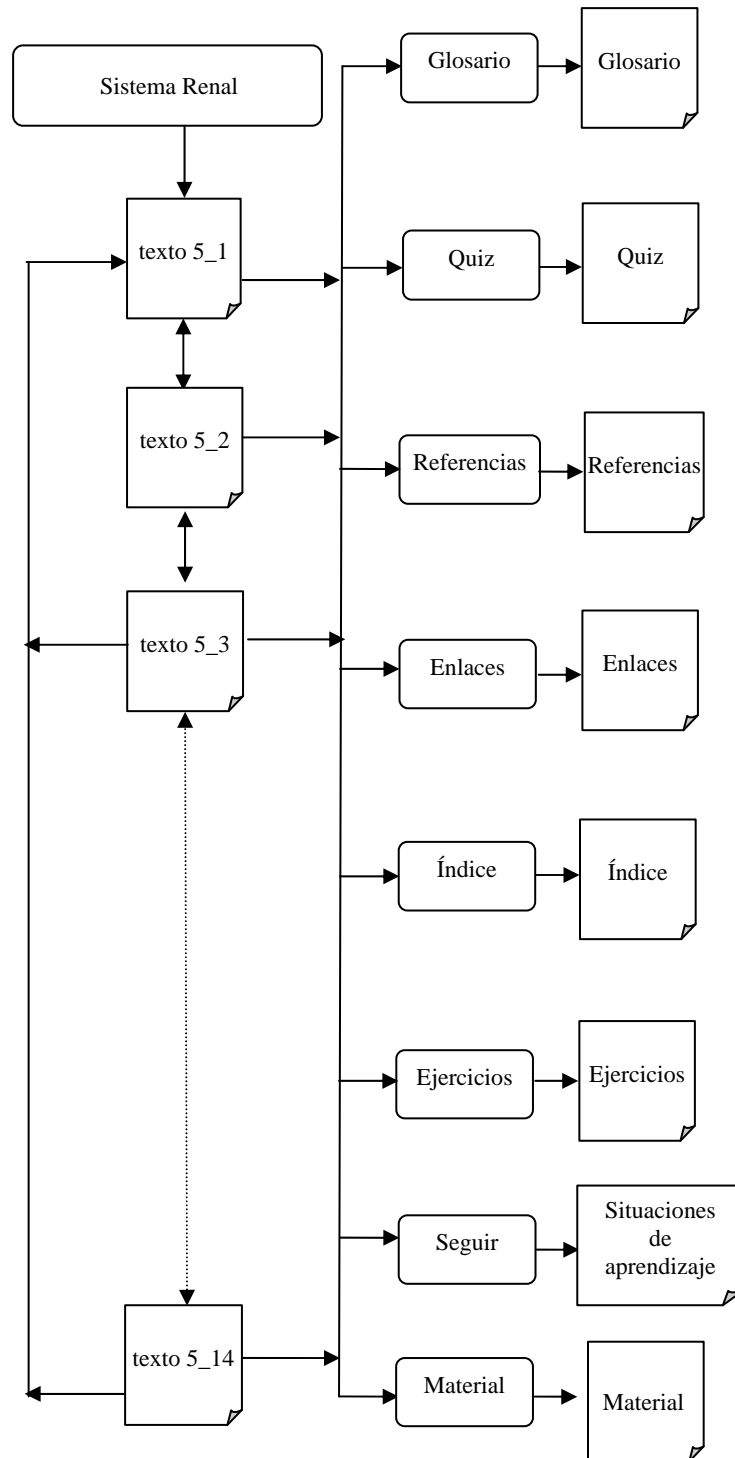 Sistema Renal
Glosario
Glosario
texto 5_1
Quiz
Quiz
texto 5_2
Referencias
Referencias
texto 5_3
Enlaces
Enlaces
Índice
Índice
Ejercicios
Ejercicios
Seguir
Situaciones
de
aprendizaje
texto 5_14
Material
Material